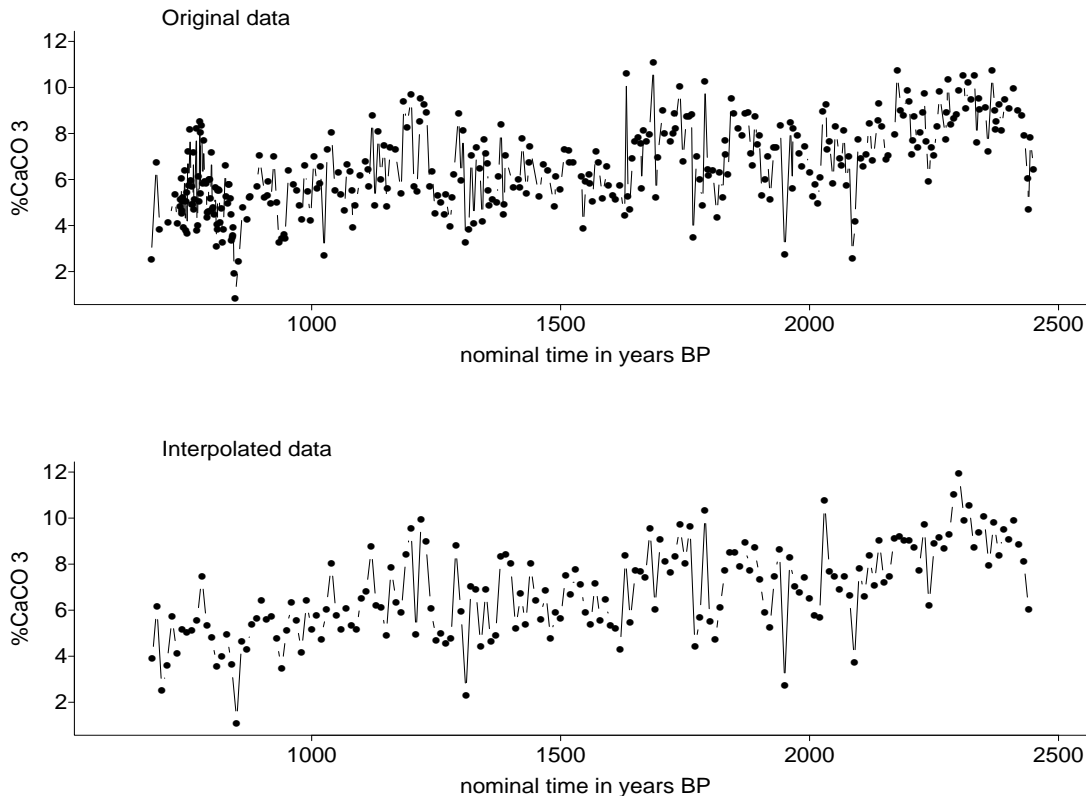 Original data
%CaCO 3
12
10
8
6
4
2
1000 1500 2000 2500
nominal time in years BP
Interpolated data
%CaCO 3
12
10
8
6
4
2
1000 1500 2000 2500
nominal time in years BP